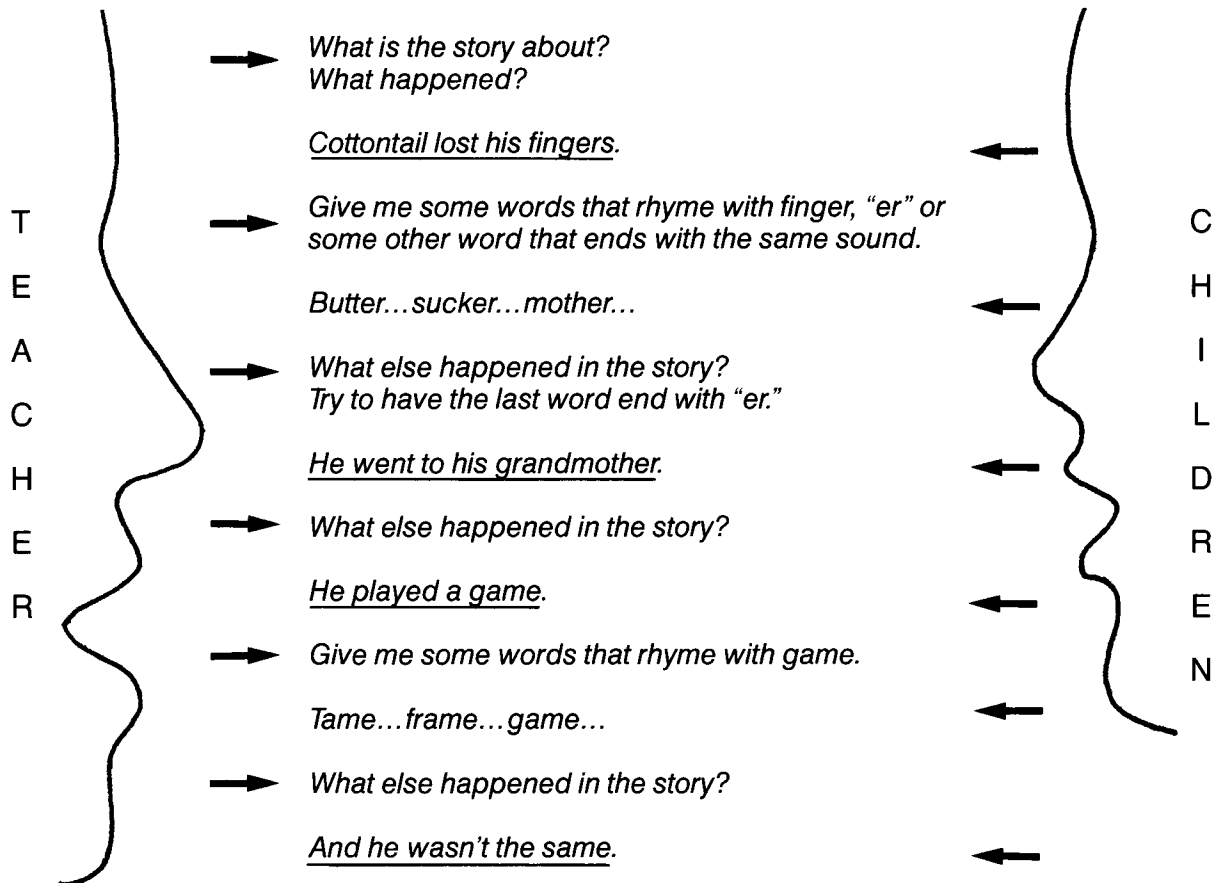 What is the story about?
What happened?
Cottontail lost his fingers.
Give me some words that rhyme with finger, “er” or
some other word that ends with the same sound.
Butter...sucker...mother...
What else happened in the story?
Try to have the last word end with “er.”
He went to his grandmother.
What else happened in the story?
He played a game.
Give me some words that rhyme with game.
Tame...frame...game...
What else happened in the story?
And he wasn't the same.
TEACHER
CHILDREN